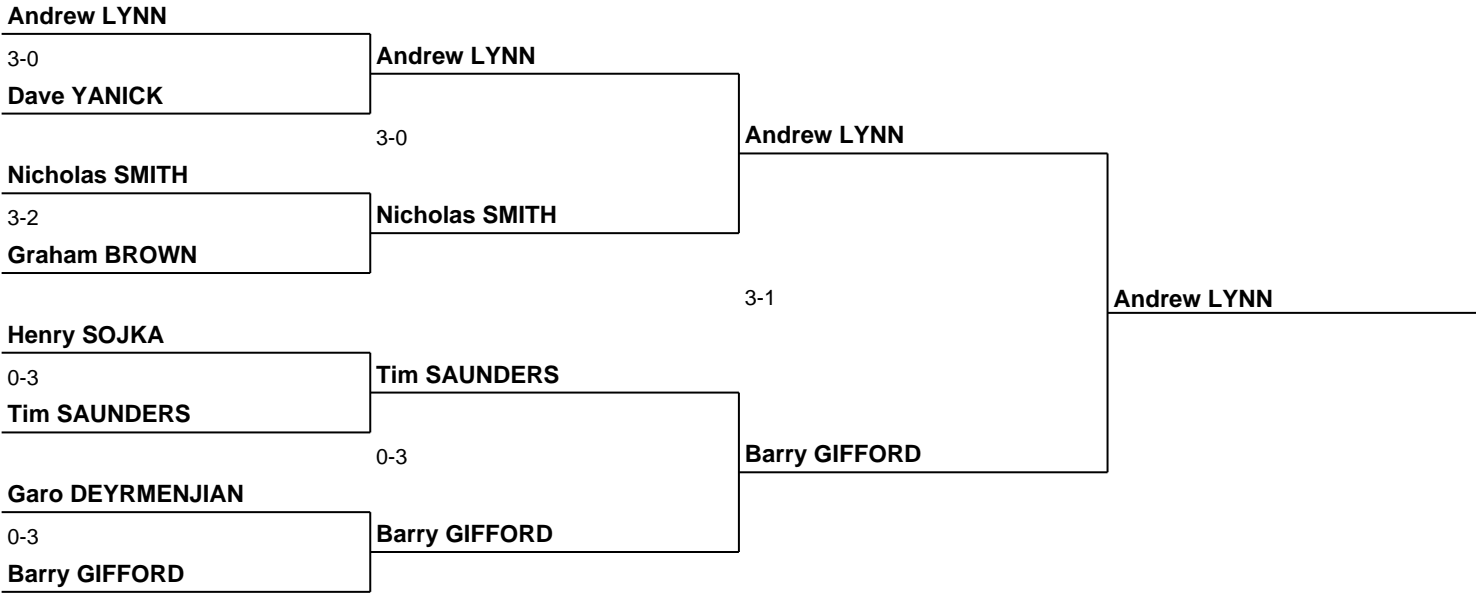 Andrew LYNN
3-0
Dave YANICK
Nicholas SMITH
3-2
Graham BROWN
Henry SOJKA
0-3
Tim SAUNDERS
Garo DEYRMENJIAN
0-3
Barry GIFFORD
Andrew LYNN
3-0
Nicholas SMITH
Tim SAUNDERS
0-3
Barry GIFFORD
Andrew LYNN
3-1
Barry GIFFORD
Andrew LYNN